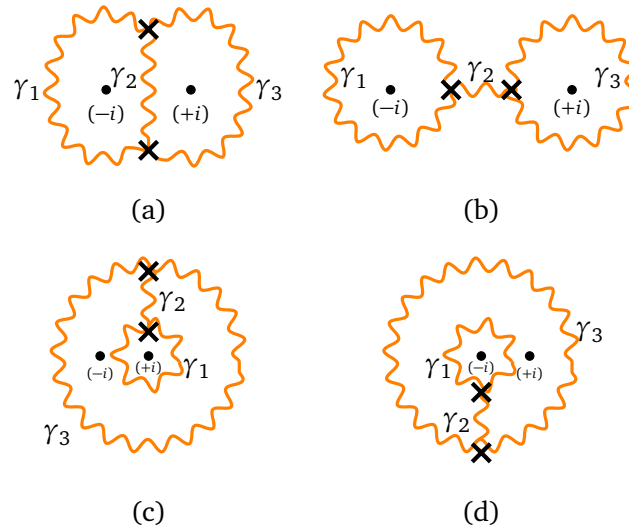 γ1 γ2 γ3
(−i) (+i)
(a)
γ1 γ2 γ3
(−i) (+i)
(b)
γ2
(−i) (+i) γ1
γ3
(c)
γ3
γ1 (−i) (+i)
γ2
(d)